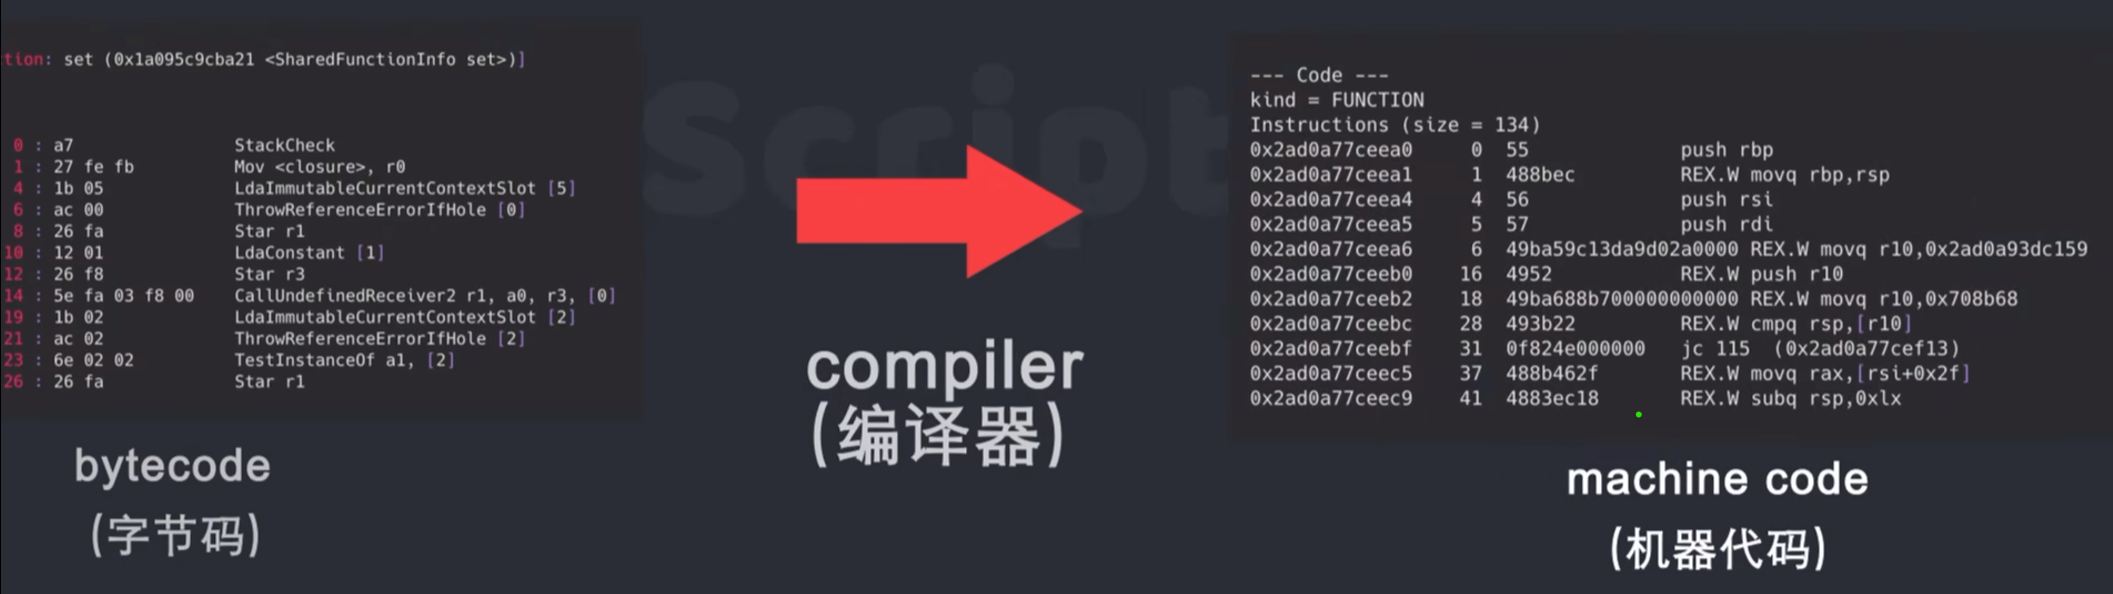 tion: set (0x1a095c9cba21 <SharedFunctionInfo set>)]
0 : a7 StackCheck
1 : 27 fe fb Mov <closure>, r0
4 : 1b 05 LdaImmutableCurrentContextSlot [5]
6 : ac 00 ThrowReferenceErrorIfHole [0]
8 : 26 fa Star r1
10 : 12 01 LdaConstant [1]
12 : 26 f8 Star r3
14 : 5e fa 03 f8 00 CallUndefinedReceiver2 r1, a0, r3, [0]
19 : 1b 02 LdaImmutableCurrentContextSlot [2]
21 : ac 02 ThrowReferenceErrorIfHole [2]
23 : 6e 02 02 TestInstanceOf a1, [2]
26 : 26 fa Star r1
bytecode
(字节码)
Script
compiler
(编译器)
--- Code ---
kind = FUNCTION
Instructions (size = 134)
0x2ad0a77ceea0 0 55 push rbp
0x2ad0a77ceea1 1 488bec REX.W movq rbp,rsp
0x2ad0a77ceea4 4 56 push rsi
0x2ad0a77ceea5 5 57 push rdi
0x2ad0a77ceea6 6 49ba59c13da9d02a0000 REX.W movq r10,0x2ad0a93dc159
0x2ad0a77ceeb0 16 4952 REX.W push r10
0x2ad0a77ceeb2 18 49ba688b700000000000 REX.W movq r10,0x708b68
0x2ad0a77ceebc 28 493b22 REX.W cmpq rsp,[r10]
0x2ad0a77ceebf 31 0f824e000000 jc 115 (0x2ad0a77cef13)
0x2ad0a77ceec5 37 488b462f REX.W movq rax,[rsi+0x2f]
0x2ad0a77ceec9 41 4883ec18 REX.W subq rsp,0xlx
machine code
(机器代码)